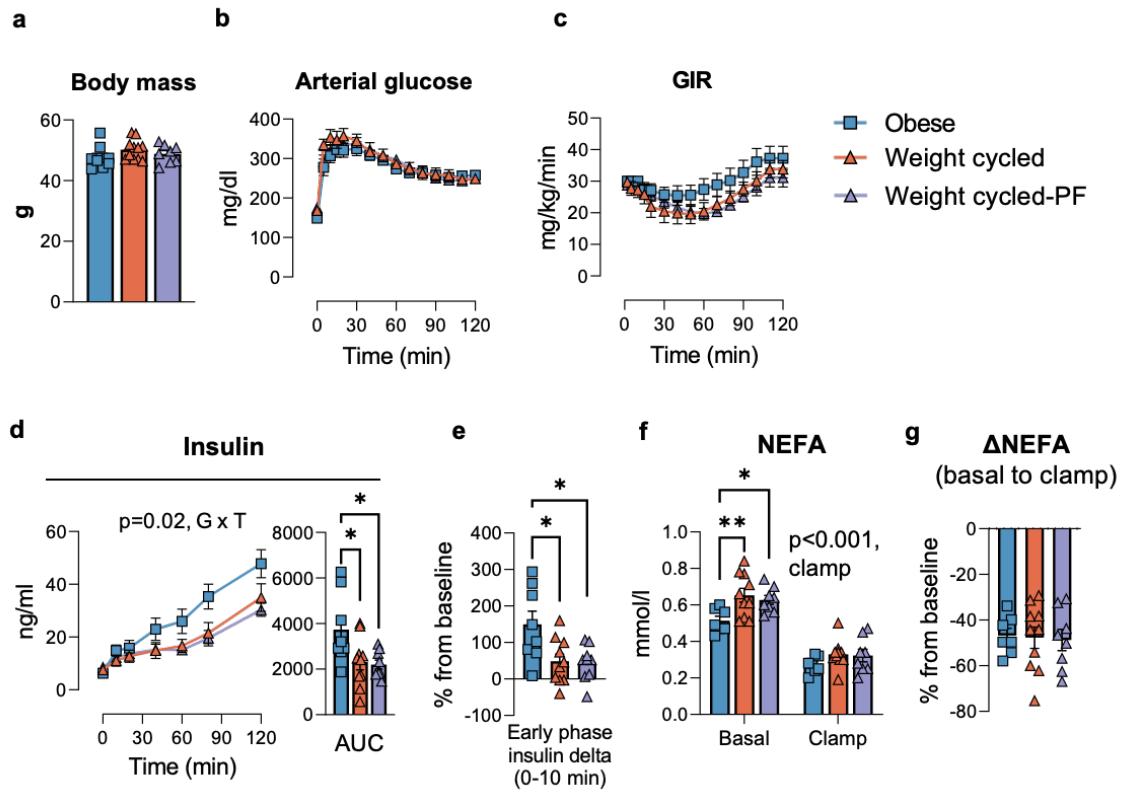 a
b
c
Body mass
Arterial glucose
GIR
60
40
20
0
g
400
300
200
100
0
mg/dl
0 30 60 90 120
Time (min)
50
40
30
20
10
0
mg/kg/min
0 30 60 90 120
Time (min)
Obese
Weight cycled
Weight cycled-PF
d
Insulin
p=0.02, G x T
60
40
20
0
ng/ml
0 30 60 90 120
Time (min)
* 
*
8000
6000
4000
2000
0
AUC
e
*
*
400
300
200
100
0
-100
% from baseline
Early phase
insulin delta
(0-10 min)
f
NEFA
*
**
p<0.001,
clamp
1.0
0.8
0.6
0.4
0.2
0.0
mmol/l
Basal Clamp
g
ΔNEFA
(basal to clamp)
0
-20
-40
-60
-80
% from baseline